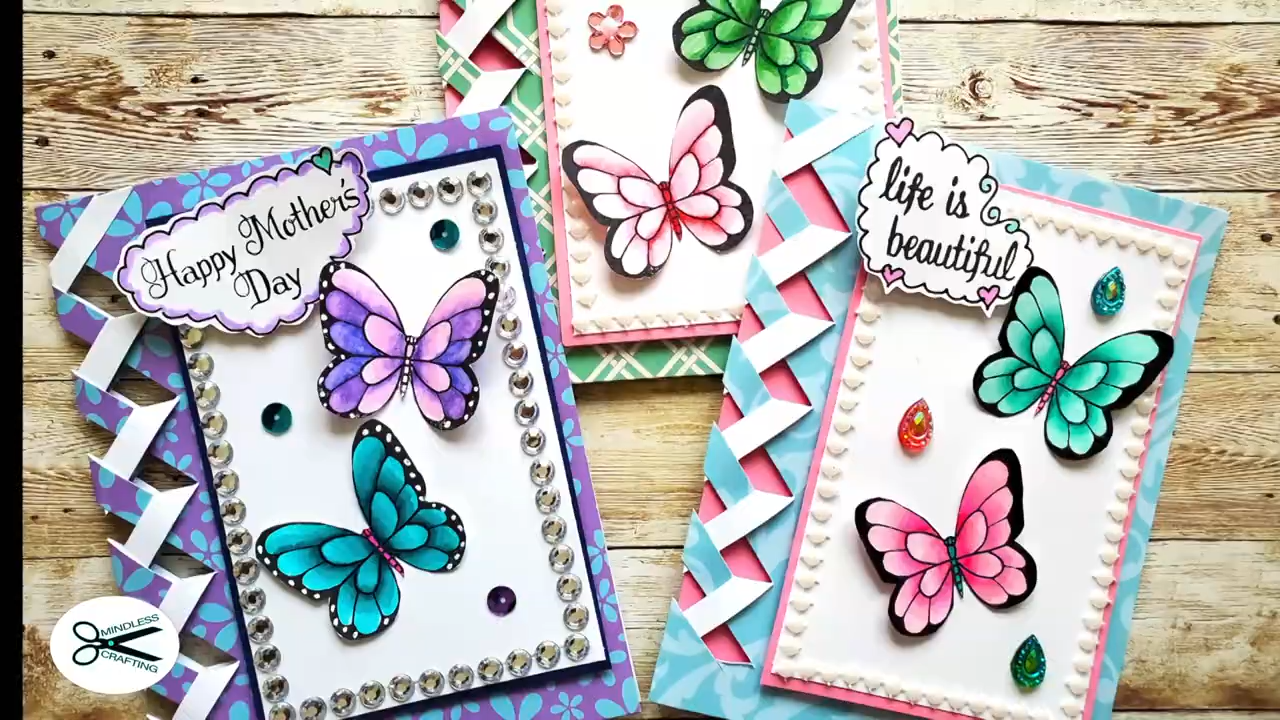 Happy Mother's
Day
life is
beautiful
MINDLESS
CRAFTING